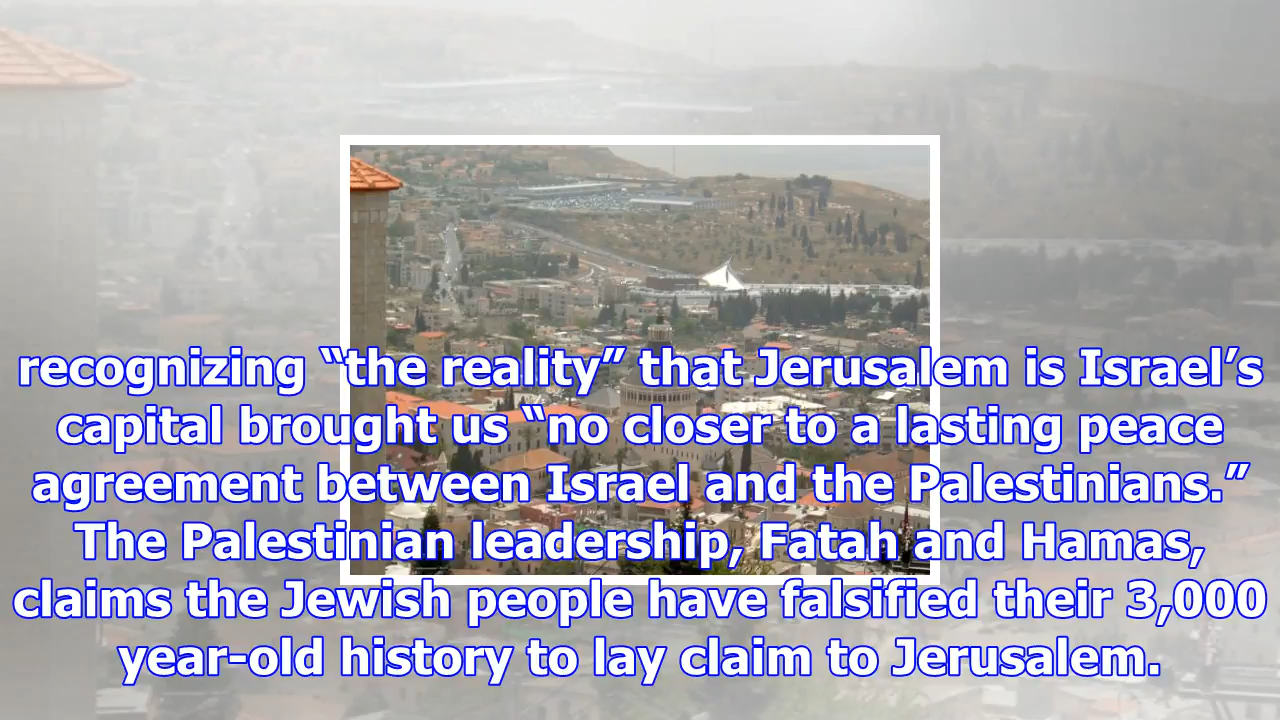 recognizing “the reality” that Jerusalem is Israel’s
capital brought us “no closer to a lasting peace
agreement between Israel and the Palestinians.”
The Palestinian leadership, Fatah and Hamas,
claims the Jewish people have falsified their 3,000
year-old history to lay claim to Jerusalem.